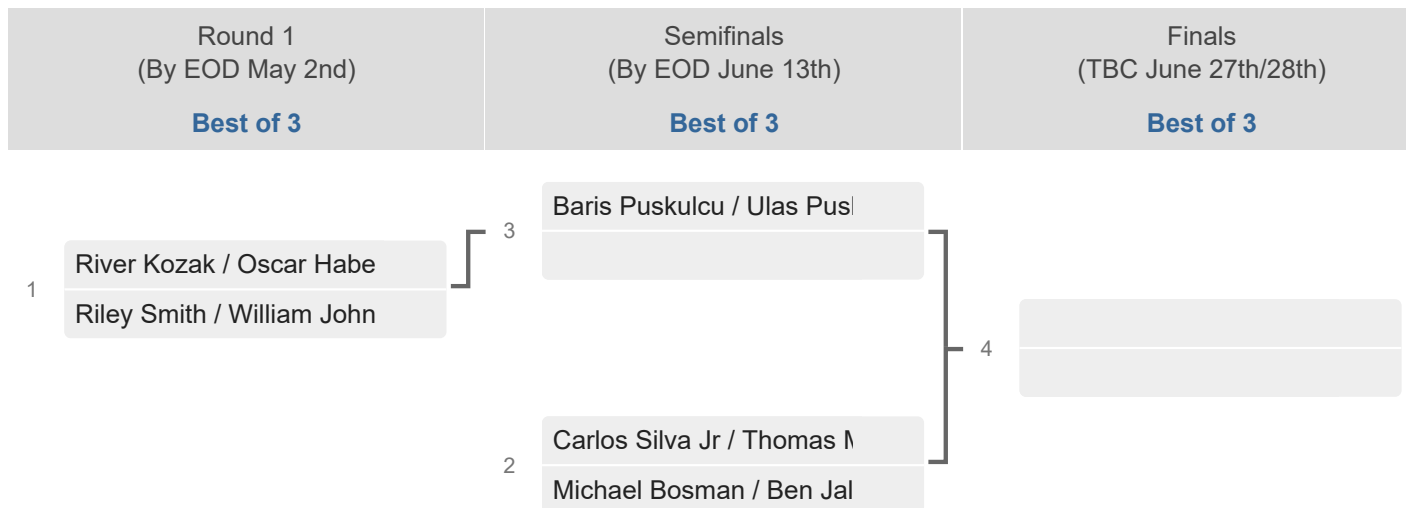 Round 1
(By EOD May 2nd)
Best of 3
Semifinals
(By EOD June 13th)
Best of 3
Finals
(TBC June 27th/28th)
Best of 3
1
River Kozak / Oscar Habe
Riley Smith / William John
3
Baris Puskulcu / Ulas
2
Carlos Silva Jr / Thomas
Michael Bosman / Ben Jal
4